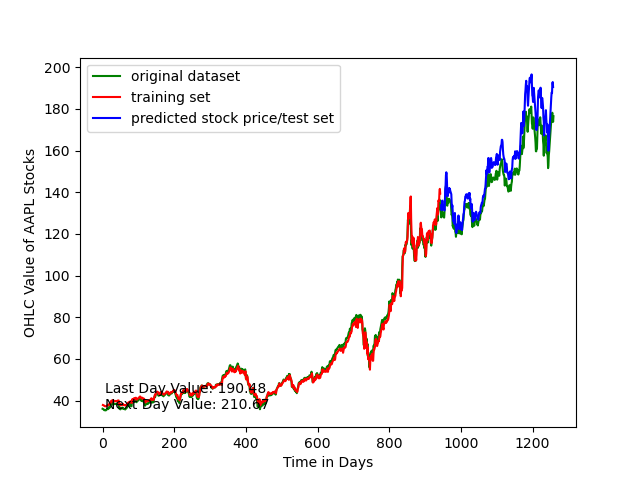 original dataset
training set
predicted stock price/test set
OHLC Value of AAPL Stocks
200
180
160
140
120
100
80
60
40
Last Day Value: 190.48
Next Day Value: 210.67
0
200
400
600
800
1000
1200
Time in Days